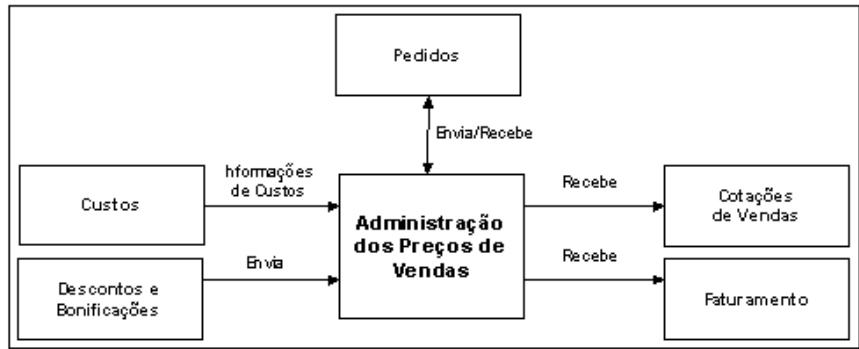 Pedidos
Envia/Recebe
Custos
hformações
de Custos
Administração
dos Preços de
Vendas
Recebe
Cotações
de Vendas
Descontos e
Bonificações
Envia
Recebe
Faturamento